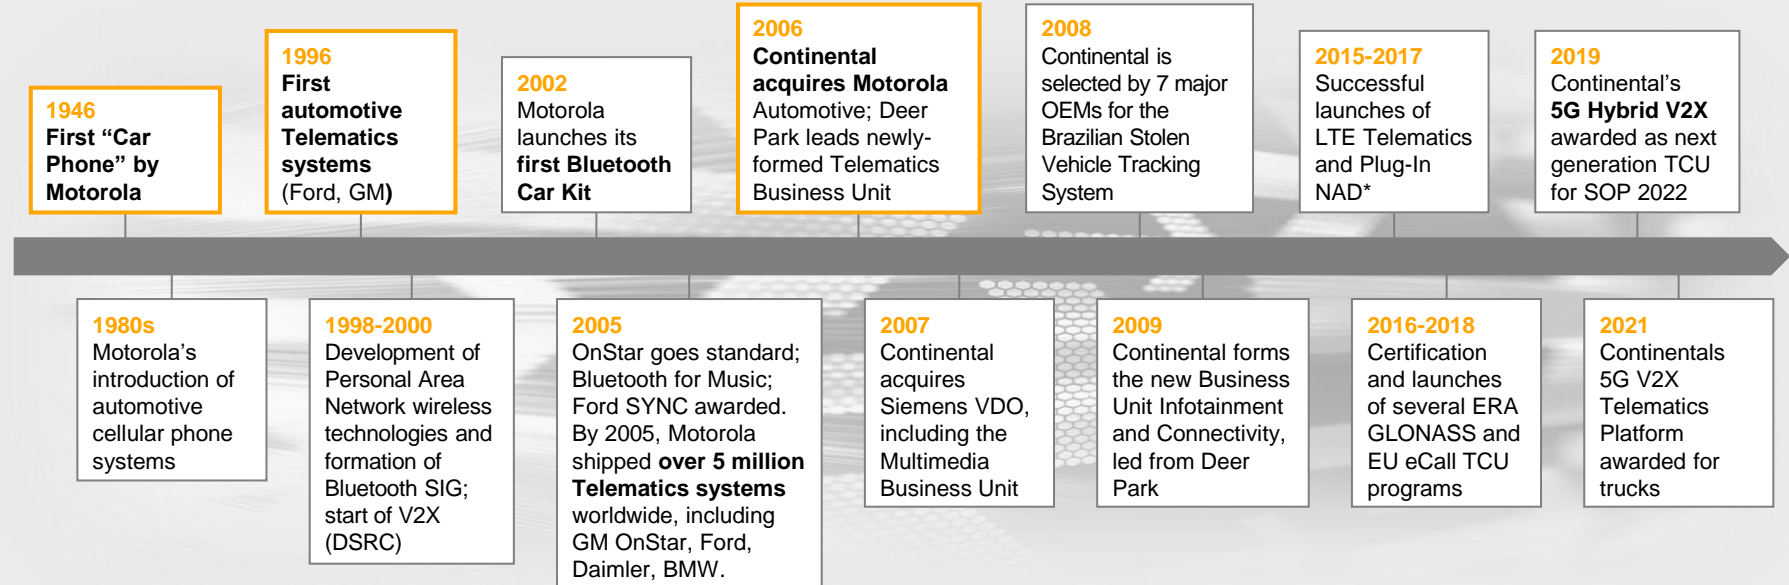 1946
First “Car
Phone” by
Motorola
1996
First
automotive
Telematics
systems
(Ford, GM)
2002
Motorola
launches its
first Bluetooth
Car Kit
2006
Continental
acquires Motorola
Automotive; Deer
Park leads newly-
formed Telematics
Business Unit
2008
Continental is
selected by 7 major
OEMs for the
Brazilian Stolen
Vehicle Tracking
System
2015-2017
Successful
launches of
LTE Telematics
and Plug-In
NAD*
2019
Continental’s
5G Hybrid V2X
awarded as next
generation TCU
for SOP 2022
1980s
Motorola’s
introduction of
automotive
cellular phone
systems
1998-2000
Development of
Personal Area
Network wireless
technologies and
formation of
Bluetooth SIG;
start of V2X
(DSRC)
2005
OnStar goes standard;
Bluetooth for Music;
Ford SYNC awarded.
By 2005, Motorola
shipped over 5 million
Telematics systems
worldwide, including
GM OnStar, Ford,
Daimler, BMW.
2007
Continental
acquires
Siemens VDO,
including the
Multimedia
Business Unit
2009
Continental forms
the new Business
Unit Infotainment
and Connectivity,
led from Deer
Park
2016-2018
Certification
and launches
of several ERA
GLONASS and
EU eCall TCU
programs
2021
Continentals
5G V2X
Telematics
Platform
awarded for
trucks